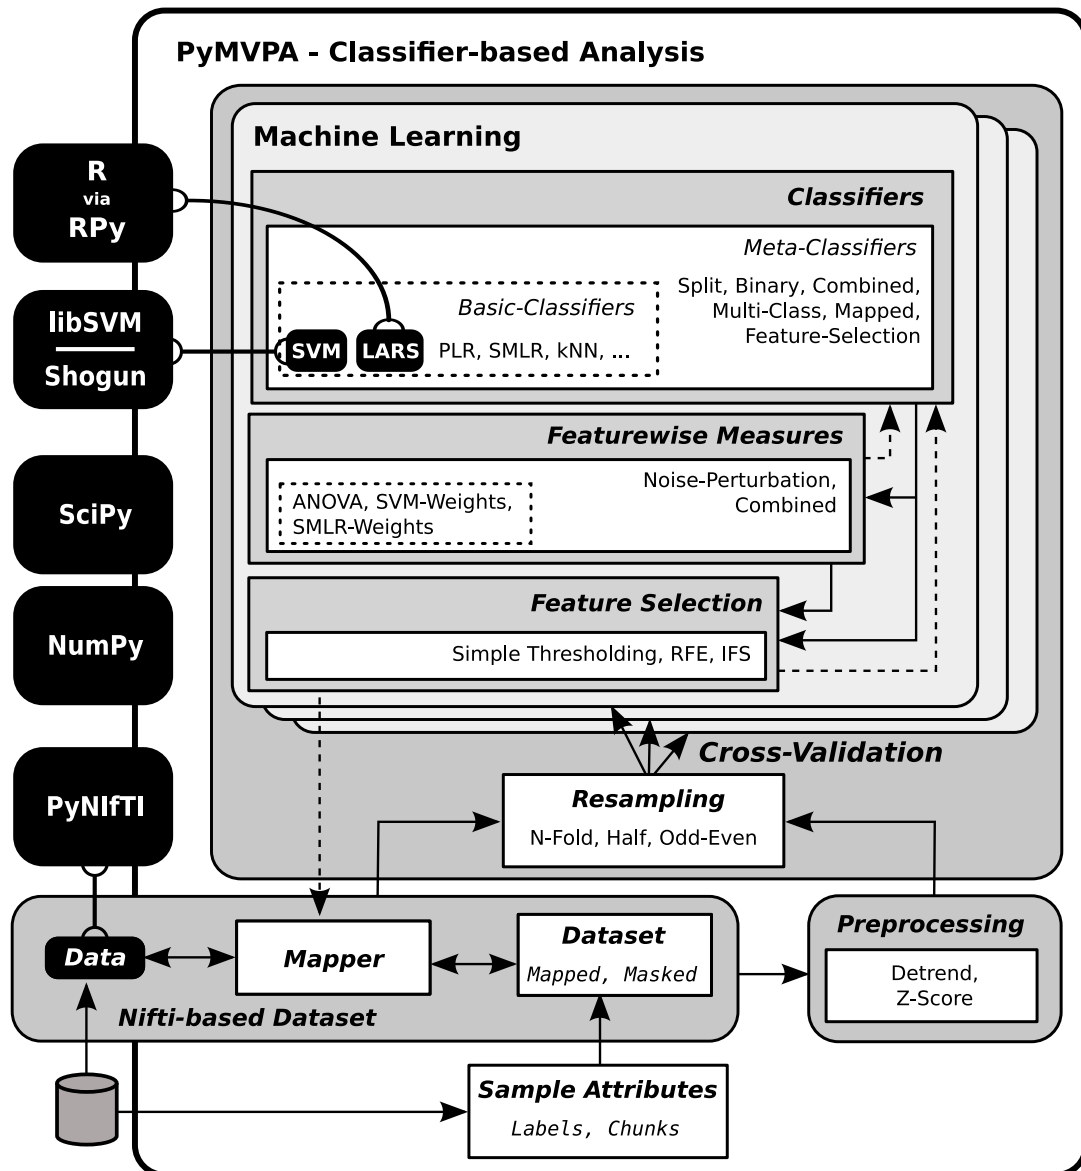 PyMVPA - Classifier-based Analysis
Machine Learning
R
via
RPy
Classifiers
Meta-Classifiers
Split, Binary, Combined,
Multi-Class, Mapped,
Feature-Selection
Basic-Classifiers
SVM
LARS
PLR, SMLR, kNN, ...
libSVM
Shogun
Featurewise Measures
Noise-Perturbation,
Combined
ANOVA, SVM-Weights,
SMLR-Weights
SciPy
Feature Selection
Simple Thresholding, RFE, IFS
NumPy
Cross-Validation
PyNIfTI
Resampling
N-Fold, Half, Odd-Even
Data
Mapper
Dataset
Mapped, Masked
Nifti-based Dataset
Preprocessing
Detrend,
Z-Score
Sample Attributes
Labels, Chunks